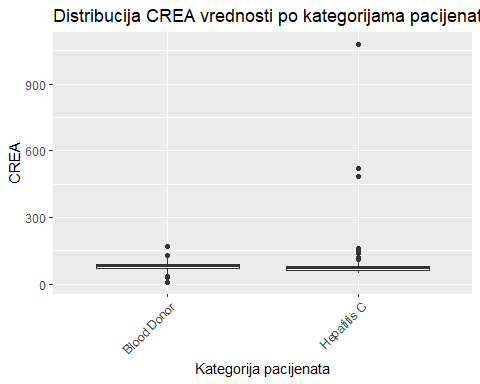 Distribucija CREA vrednosti po kategorijama pacijenat
CREA
900
600
300
0
Blood Donor
Hepatitis C
Kategorija pacijenata